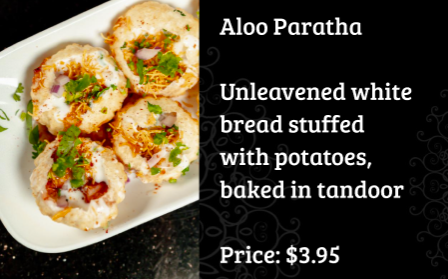 Aloo Paratha
Unleavened white
bread stuffed
with potatoes,
baked in tandoor
Price: $3.95